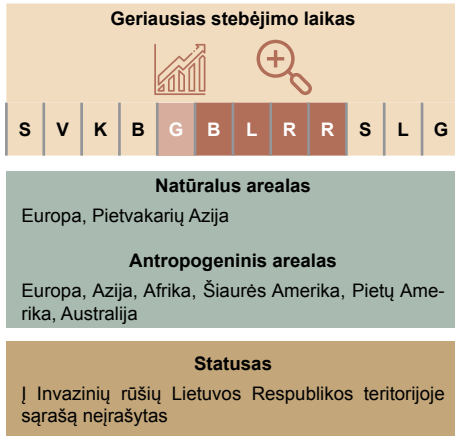 Geriausias stebėjimo laikas
S V K B G B L R R S L G
Natūralus arealas
Europa, Pietvakarių Azija
Antropogeninis arealas
Europa, Azija, Afrika, Šiaurės Amerika, Pietų Ame-
rika, Australija
Statusas
Į Invazinių rūšių Lietuvos Respublikos teritorijoje
sąrašą neįrašytas